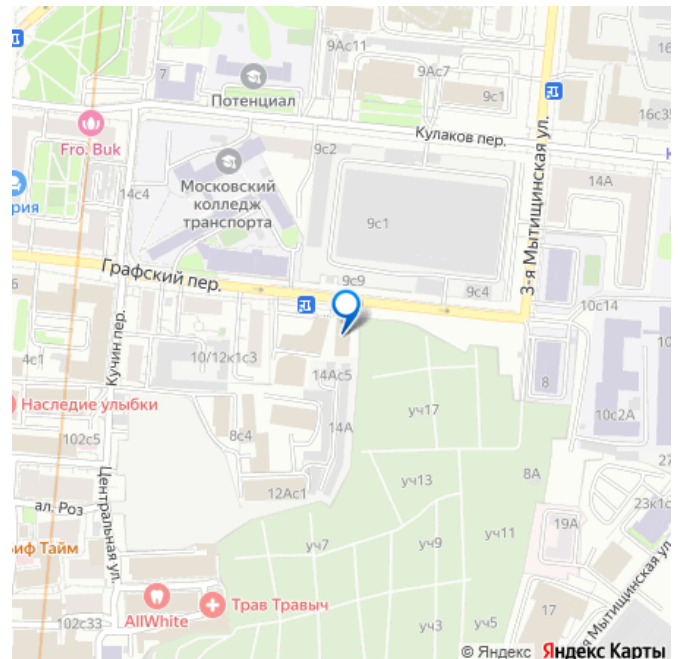 9Ас11
16
7
9Ас7
Потенциал
9с1
16с35
Кулаков пер.
Fro. Buk
9с2
3-я Мытищинская ул.
Московский
колледж
транспорта
14А
14с4
рия
9с1
Графский пер.
9с9
9с4
10с14
6
Кучин пер.
4с1
10/12к1с3
10
14Ас5
8
Наследие улыбки
уч17
10с2А
14А
102с5
8с4
27
уч13
8А
12Ас1
23к1с
ал. Роз
Центральная ул.
19А
уч11
уч7
уч9
иф Тайм
Трав Травыч
17
AllWhite
3-я Мытищинская ул.
102с33
уч3
уч5
© Яндекс Яндекс Карты